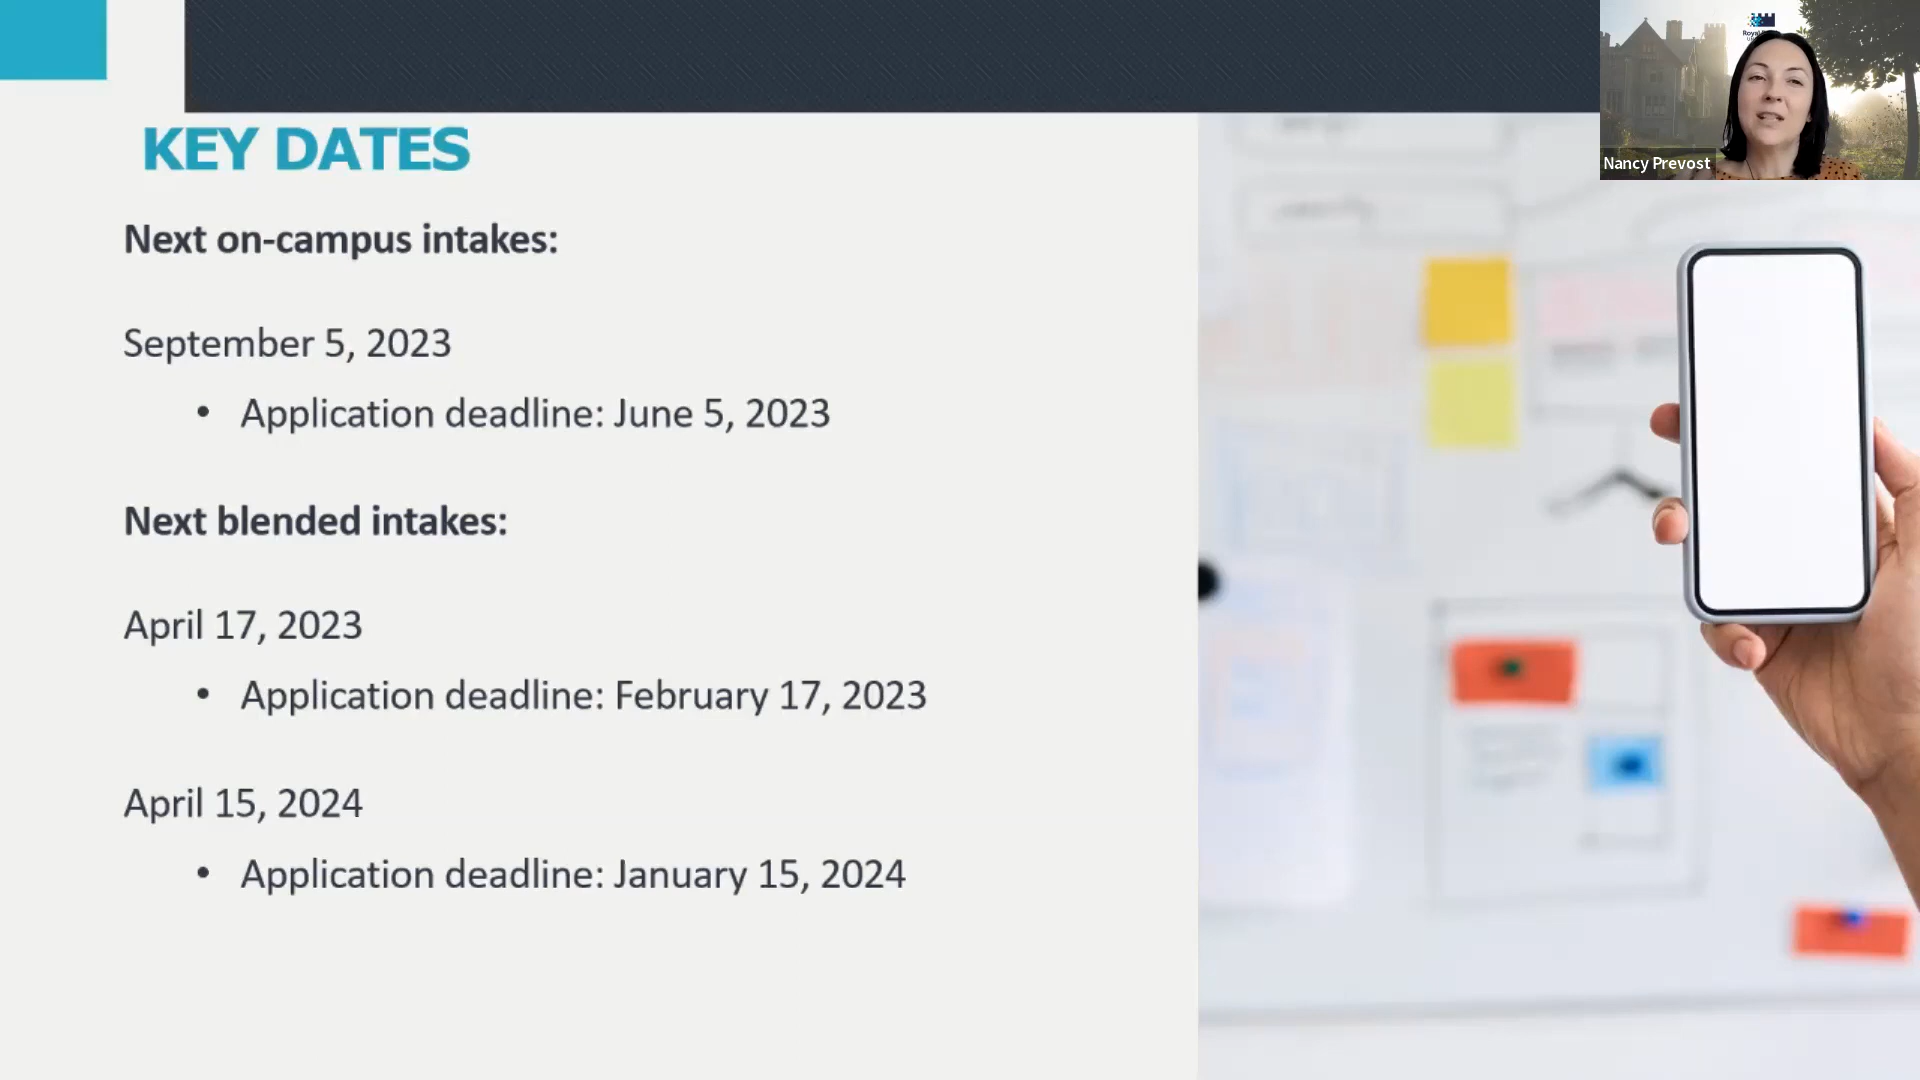 KEY DATES
Next on-campus intakes:
September 5, 2023
• Application deadline: June 5, 2023
Next blended intakes:
April 17, 2023
• Application deadline: February 17, 2023
April 15, 2024
• Application deadline: January 15, 2024
Nancy Prevost